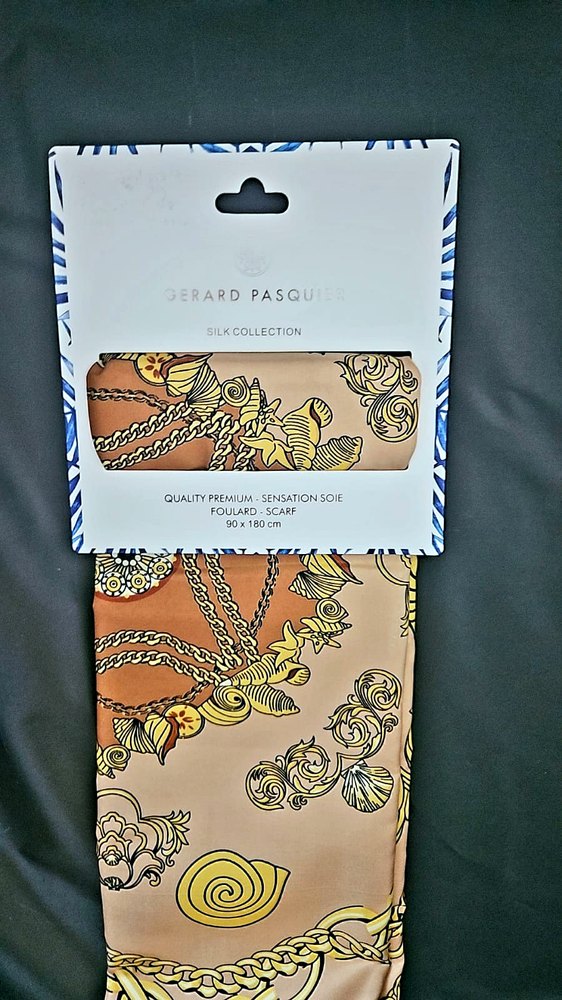 GERARD PASQUIER
SILK COLLECTION
QUALITY PREMIUM - SENSATION SOIE
FOULARD - SCARF
90 x 180 cm